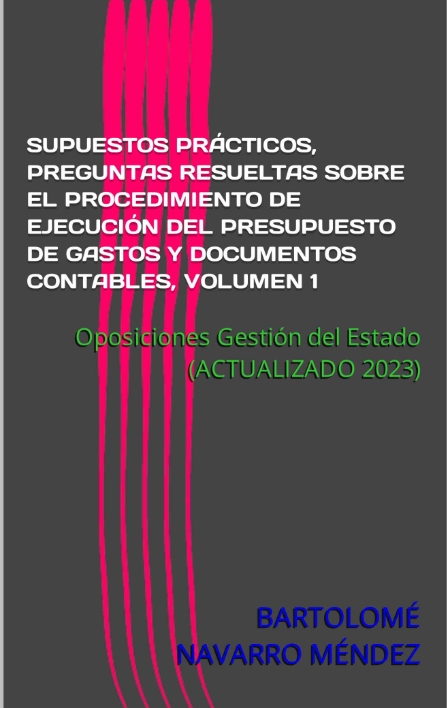 SUPUESTOS PRÁCTICOS,
PREGUNTAS RESUELTAS SOBRE
EL PROCEDIMIENTO DE
EJECUCIÓN DEL PRESUPUESTO
DE GASTOS Y DOCUMENTOS
CONTABLES, VOLUMEN 1
Oposiciones Gestión del Estado
(ACTUALIZADO 2023)
BARTOLOMÉ
NAVARRO MÉNDEZ